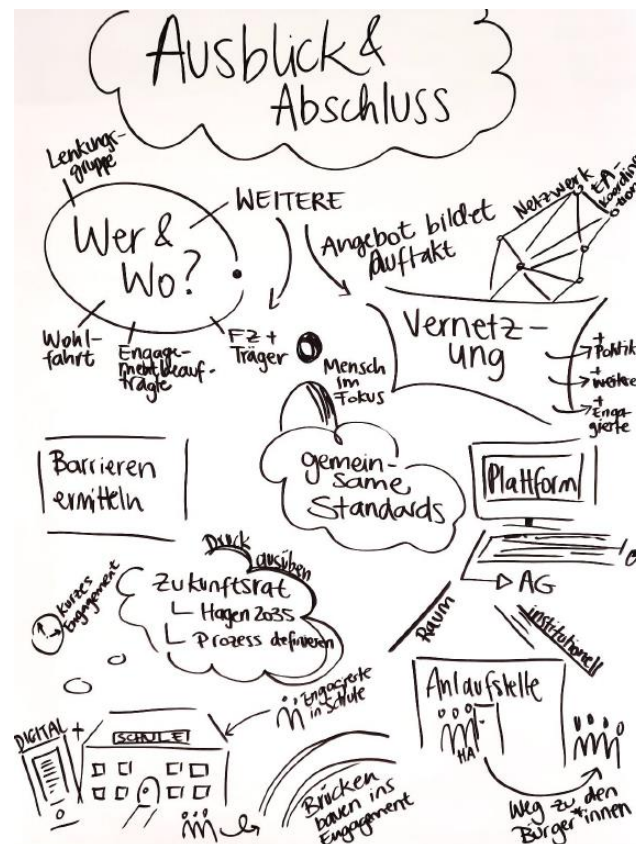 Ausblick &
Abschluss
Lenkungs-
gruppe
Wer &
Wo?
WEITERE
Wohl-
fahrt
Engage-
mentbeauf-
tragte
FZ +
Träger
Angebot bildet
Auftakt
Netzwerk
EA-
Koordina-
tion
Vernetz-
ung
+
Politik
+
weitere
+
Enga-
gierte
Mensch
im
Fokus
Barrieren
ermitteln
gemein-
same
Standards
Plattform
AG
Druck
ausüben
Zukunftsrat
Hagen 2035
Prozess definieren
kurzes
Engagement
Raum
institutionell
Anlaufstelle
HA
Weg zu den
Bürger*innen
DIGITAL +
SCHULE
Engagierte
in Schule
Brücken
bauen ins
Engagement